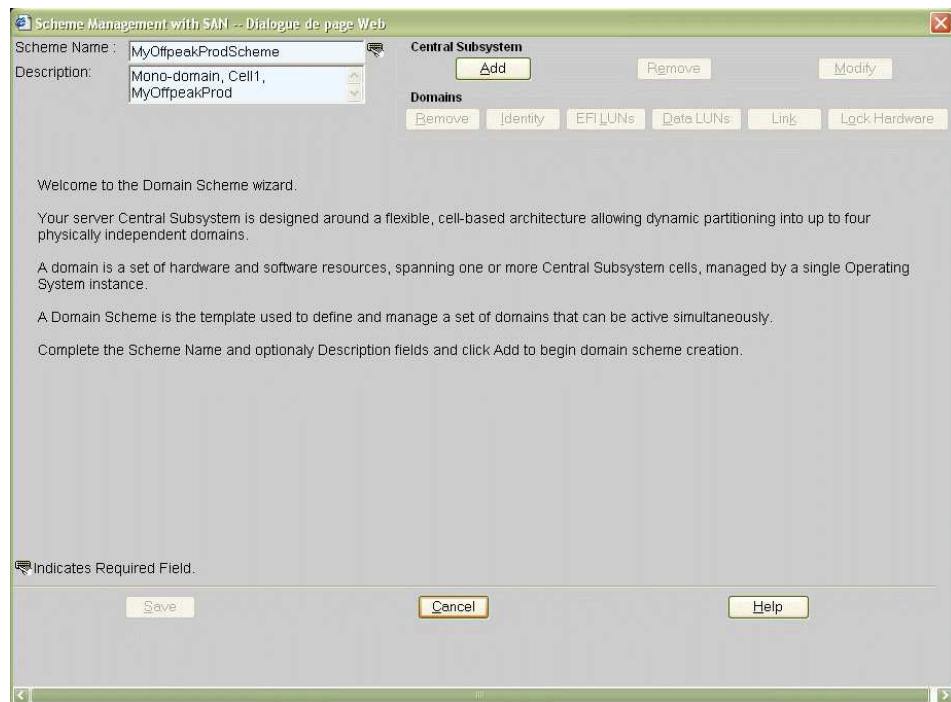 Scheme Management with SAN -- Dialogue de page Web
Scheme Name :
MyOffpeakProdScheme
Description:
Mono-domain, Cell1,
MyOffpeakProd
Central Subsystem
Add
Remove
Modify
Domains
Remove
Identity
EFI LUNs
Data LUNs
Link
Lock Hardware
Welcome to the Domain Scheme wizard.
Your server Central Subsystem is designed around a flexible, cell-based architecture allowing dynamic partitioning into up to four
physically independent domains.
A domain is a set of hardware and software resources, spanning one or more Central Subsystem cells, managed by a single Operating
System instance.
A Domain Scheme is the template used to define and manage a set of domains that can be active simultaneously.
Complete the Scheme Name and optionaly Description fields and click Add to begin domain scheme creation.
Indicates Required Field.
Save
Cancel
Help